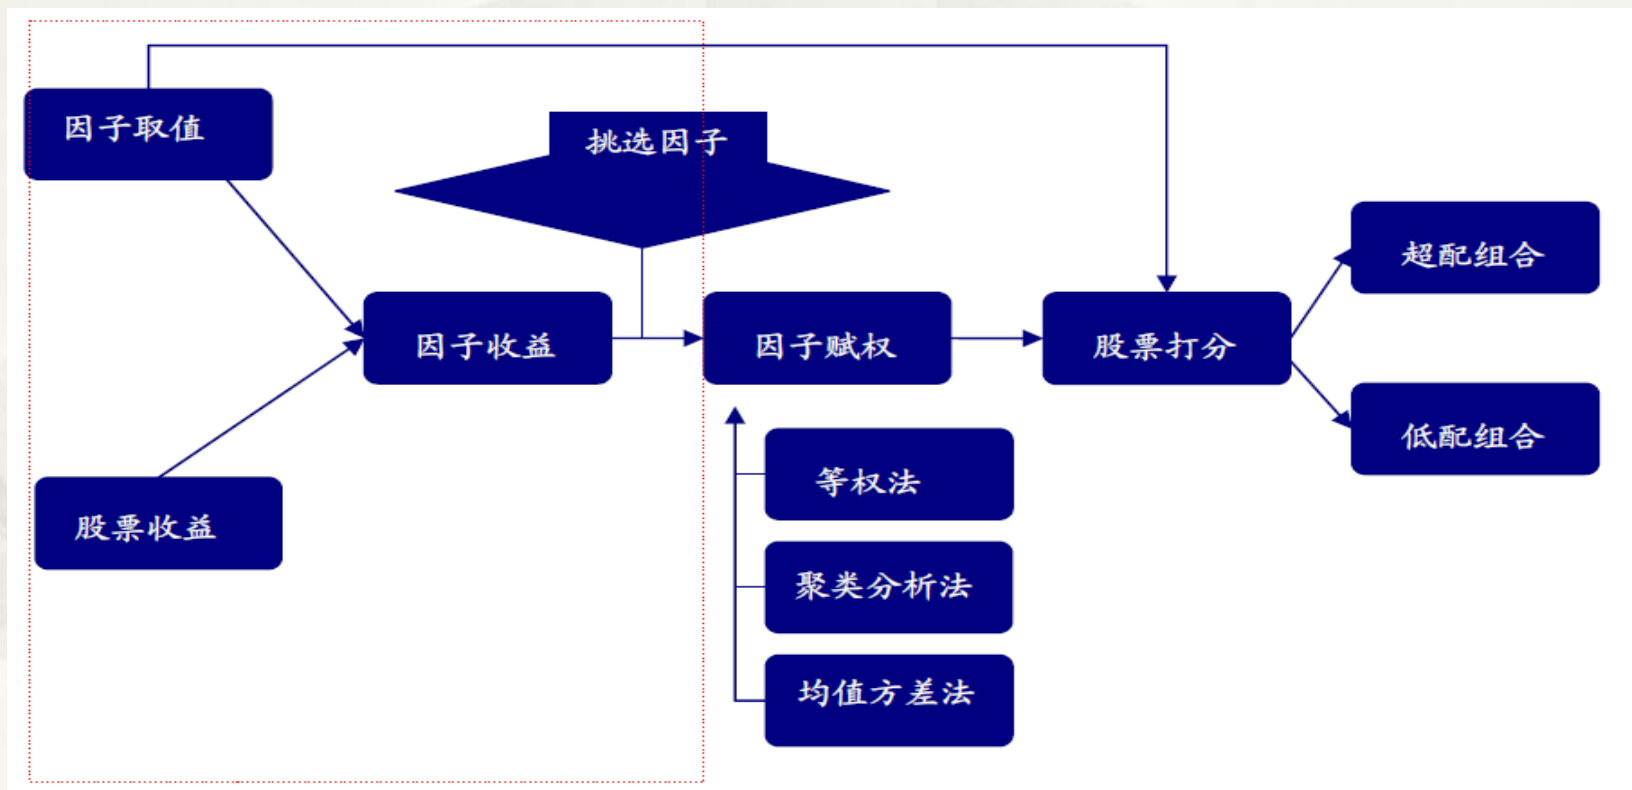 因子取值
挑选因子
超配组合
因子收益
因子赋权
股票打分
低配组合
等权法
股票收益
聚类分析法
均值方差法